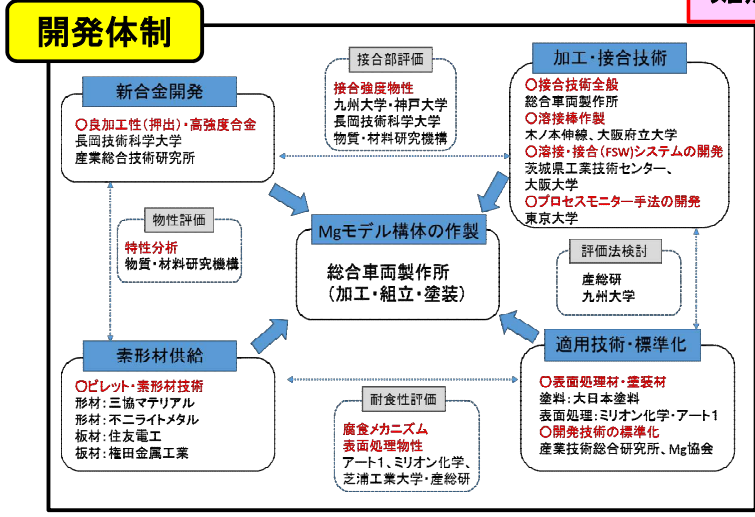 開発体制
新合金開発
〇良加工性(押出)・高強度合金
長岡技術科学大学
産業総合技術研究所
接合部評価
接合強度物性
九州大学・神戸大学
長岡技術科学大学
物質・材料研究機構
加工・接合技術
〇接合技術全般
総合車両製作所
〇溶接棒作製
木ノ本伸線、大阪府立大学
〇溶接・接合(FSW)システムの開発
茨城県工業技術センター、
大阪大学
〇プロセスモニター手法の開発
東京大学
物性評価
特性分析
物質・材料研究機構
Mgモデル構体の作製
総合車両製作所
(加工・組立・塗装)
評価法検討
産総研
九州大学
素形材供給
〇ビレット・素形材技術
形材:三協マテリアル
形材:不二ライトメタル
板材:住友電工
板材:権田金属工業
耐食性評価
腐食メカニズム
表面処理物性
アート1、ミリオン化学、
芝浦工業大学・産総研
適用技術・標準化
〇表面処理材・塗装材
塗料:大日本塗料
表面処理:ミリオン化学・アート1
〇開発技術の標準化
産業技術総合研究所、Mg協会